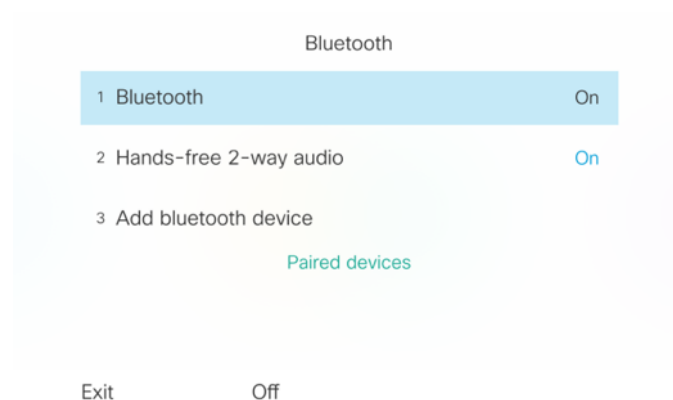 Bluetooth
1 Bluetooth On
2 Hands-free 2-way audio On
3 Add bluetooth device
Paired devices
Exit Off